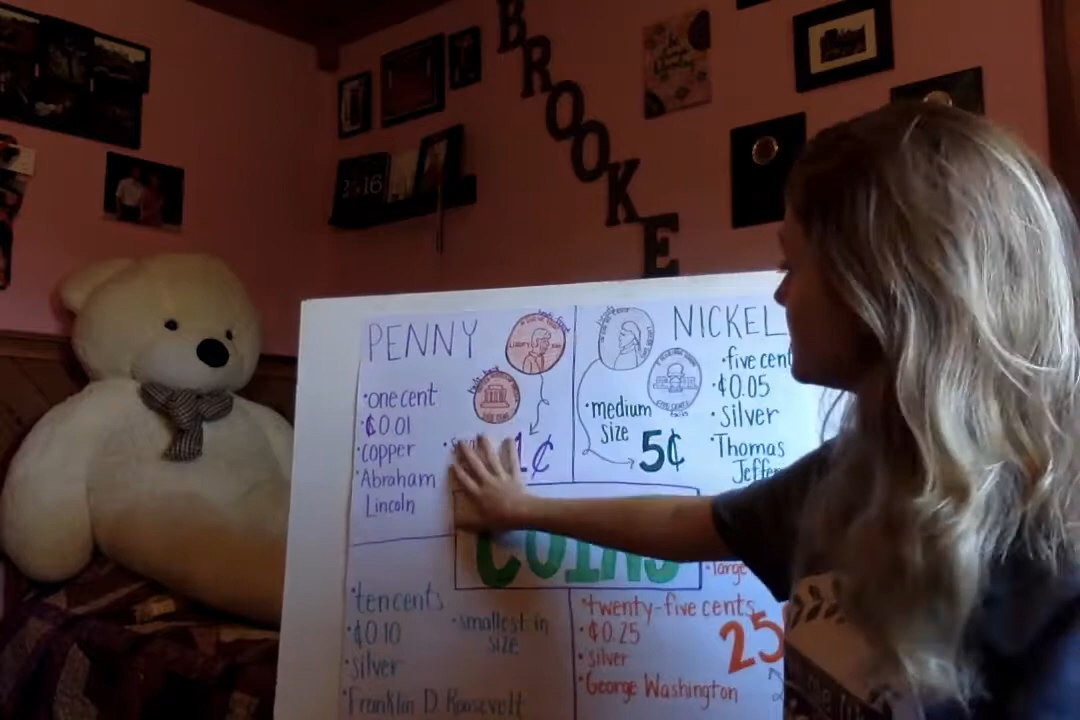 BROOKE
PENNY
• one cent
• ₵0.01
• copper
• Abraham
Lincoln
1¢
NICKEL
• five cent
• ₵0.05
• silver
• Thomas
Jeffer
• medium
size
5¢
COINS
• ten cents
• ₵0.10
• silver
• Franklin D. Roosevelt
• smallest in
size
• large
• twenty-five cents
• ₵0.25
• silver
• George Washington
25